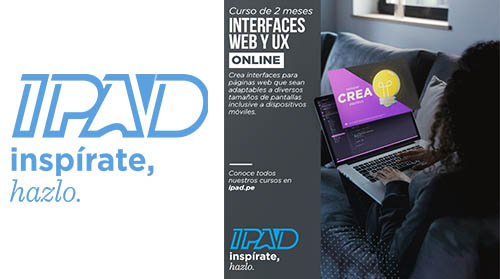 IPAD
inspírate,
hazlo.
Curso de 2 meses
INTERFACES
WEB Y UX
ONLINE
Crea interfaces para
páginas web que sean
adaptables a diversos
tamaños de pantallas
inclusive a dispositivos
móviles.
CREA
Conoce todos
nuestros cursos en
ipad.pe
IPAD
inspírate,
hazlo.